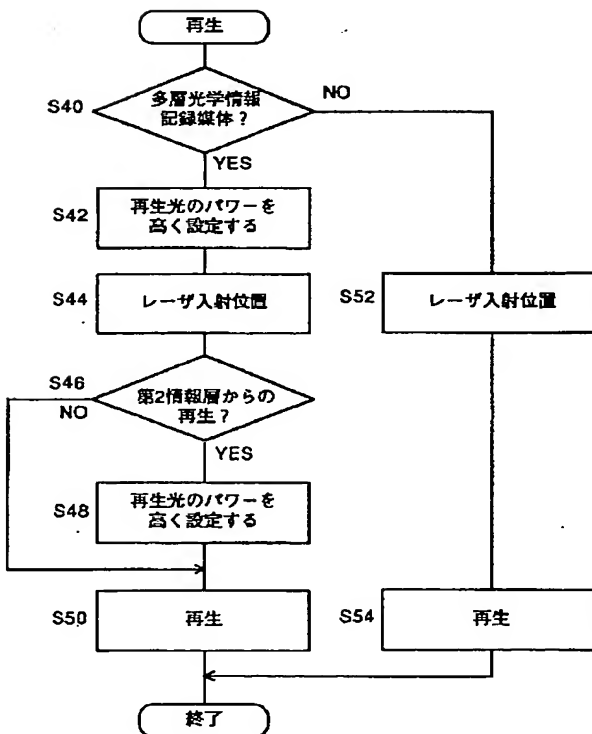 再生
S40
多層光学情報
記録媒体?
NO
YES
S42
再生光のパワーを
高く設定する
S44
レーザ入射位置
S52
レーザ入射位置
S46
NO
第2情報層からの
再生?
YES
S48
再生光のパワーを
高く設定する
S50
再生
S54
再生
終了